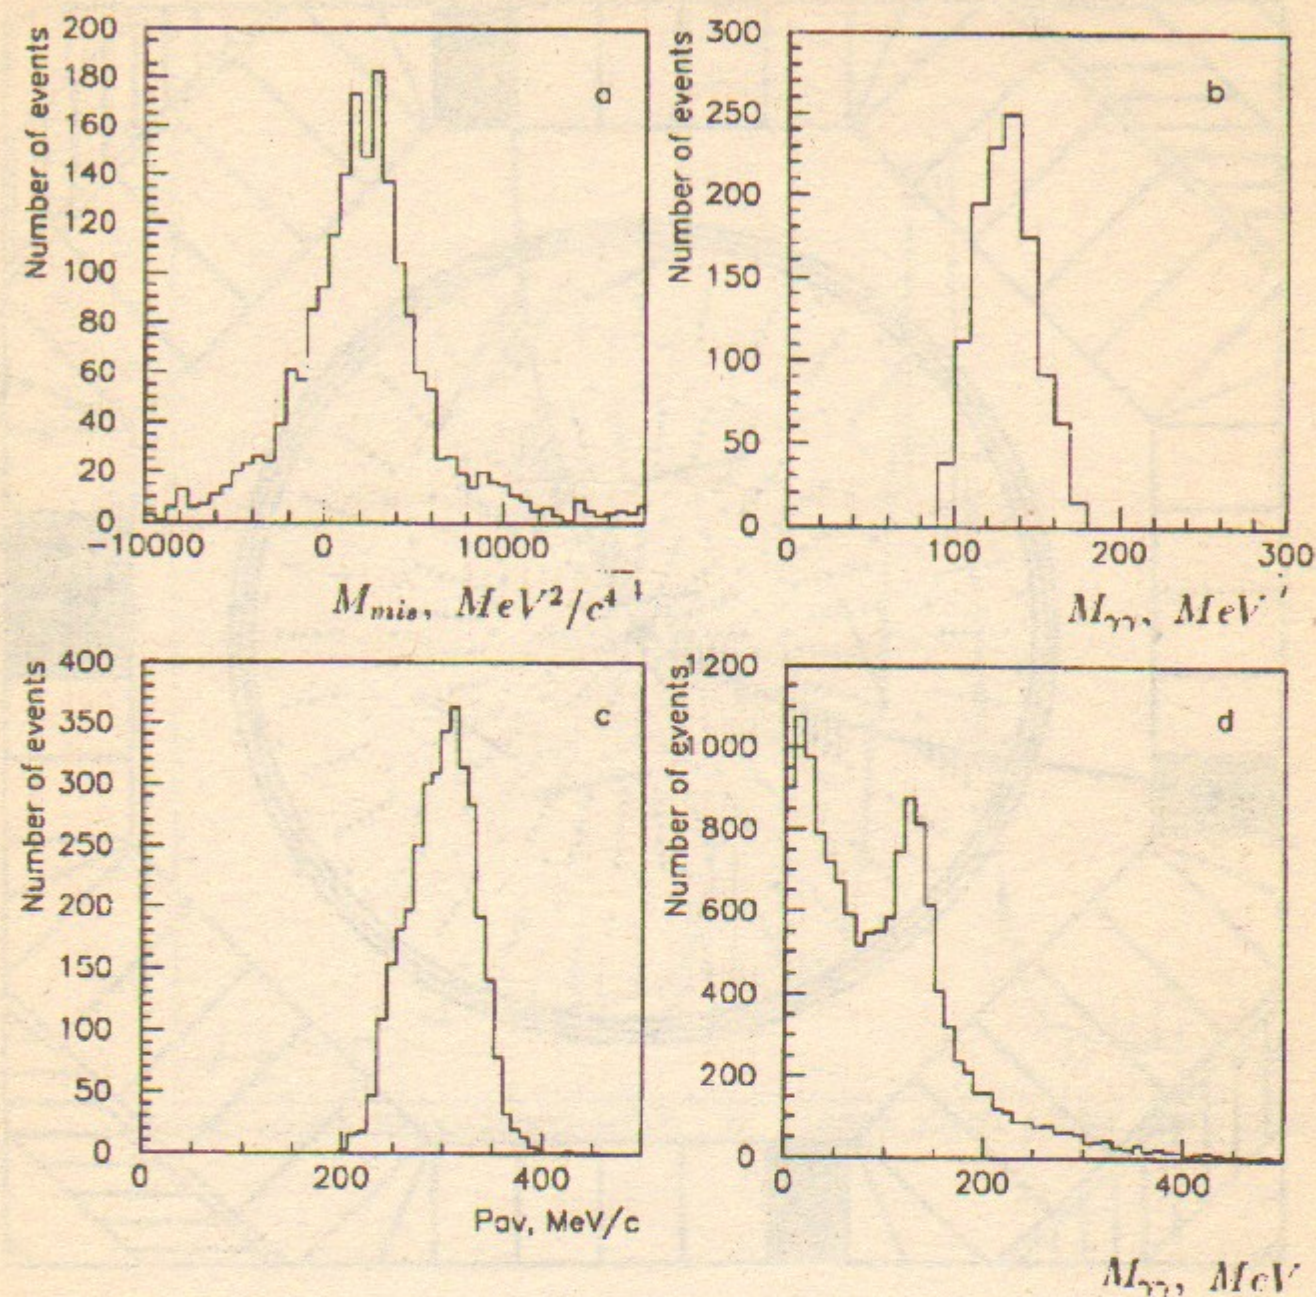 Number of events
200
180
160
140
120
100
80
60
40
20
0
a
-10000 0 10000
M_mis, MeV²/c⁴
Number of events
300
250
200
150
100
50
0
b
0 100 200 300
M_γγ, MeV
Number of events
400
350
300
250
200
150
100
50
0
c
0 200 400
Pav, MeV/c
Number of events
1200
1000
800
600
400
200
0
d
0 200 400
M_γγ, MeV